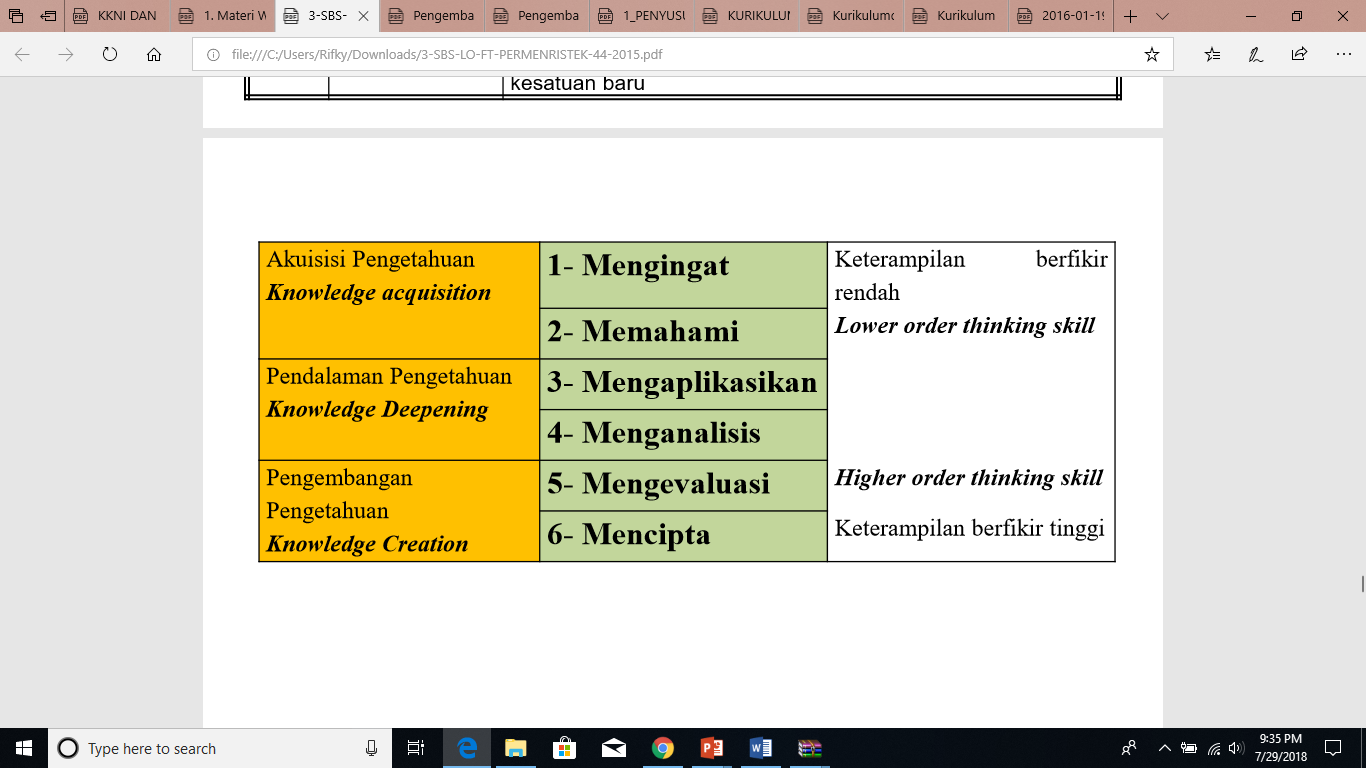 KKNI DAN
1. Materi W
3-SBS-
Pengemba
Pengemba
1_PENYUSU
KURIKULUM
Kurikulumo
Kurikulum
2016-01-19
file:///C:/Users/Rifky/Downloads/3-SBS-LO-FT-PERMENRISTEK-44-2015.pdf
kesatuan baru
Akuisisi Pengetahuan
Knowledge acquisition
1- Mengingat
2- Memahami
Keterampilan berfikir
rendah
Lower order thinking skill
Pendalaman Pengetahuan
Knowledge Deepening
3- Mengaplikasikan
4- Menganalisis
Pengembangan
Pengetahuan
Knowledge Creation
5- Mengevaluasi
6- Mencipta
Higher order thinking skill
Keterampilan berfikir tinggi
Type here to search
9:35 PM
7/29/2018